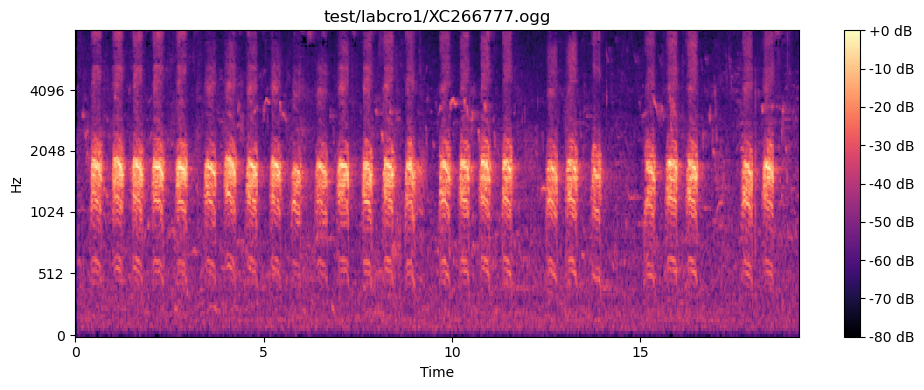 test/labcro1/XC266777.ogg
Hz
4096
2048
1024
512
0
0
5
10
15
Time
+0 dB
-10 dB
-20 dB
-30 dB
-40 dB
-50 dB
-60 dB
-70 dB
-80 dB